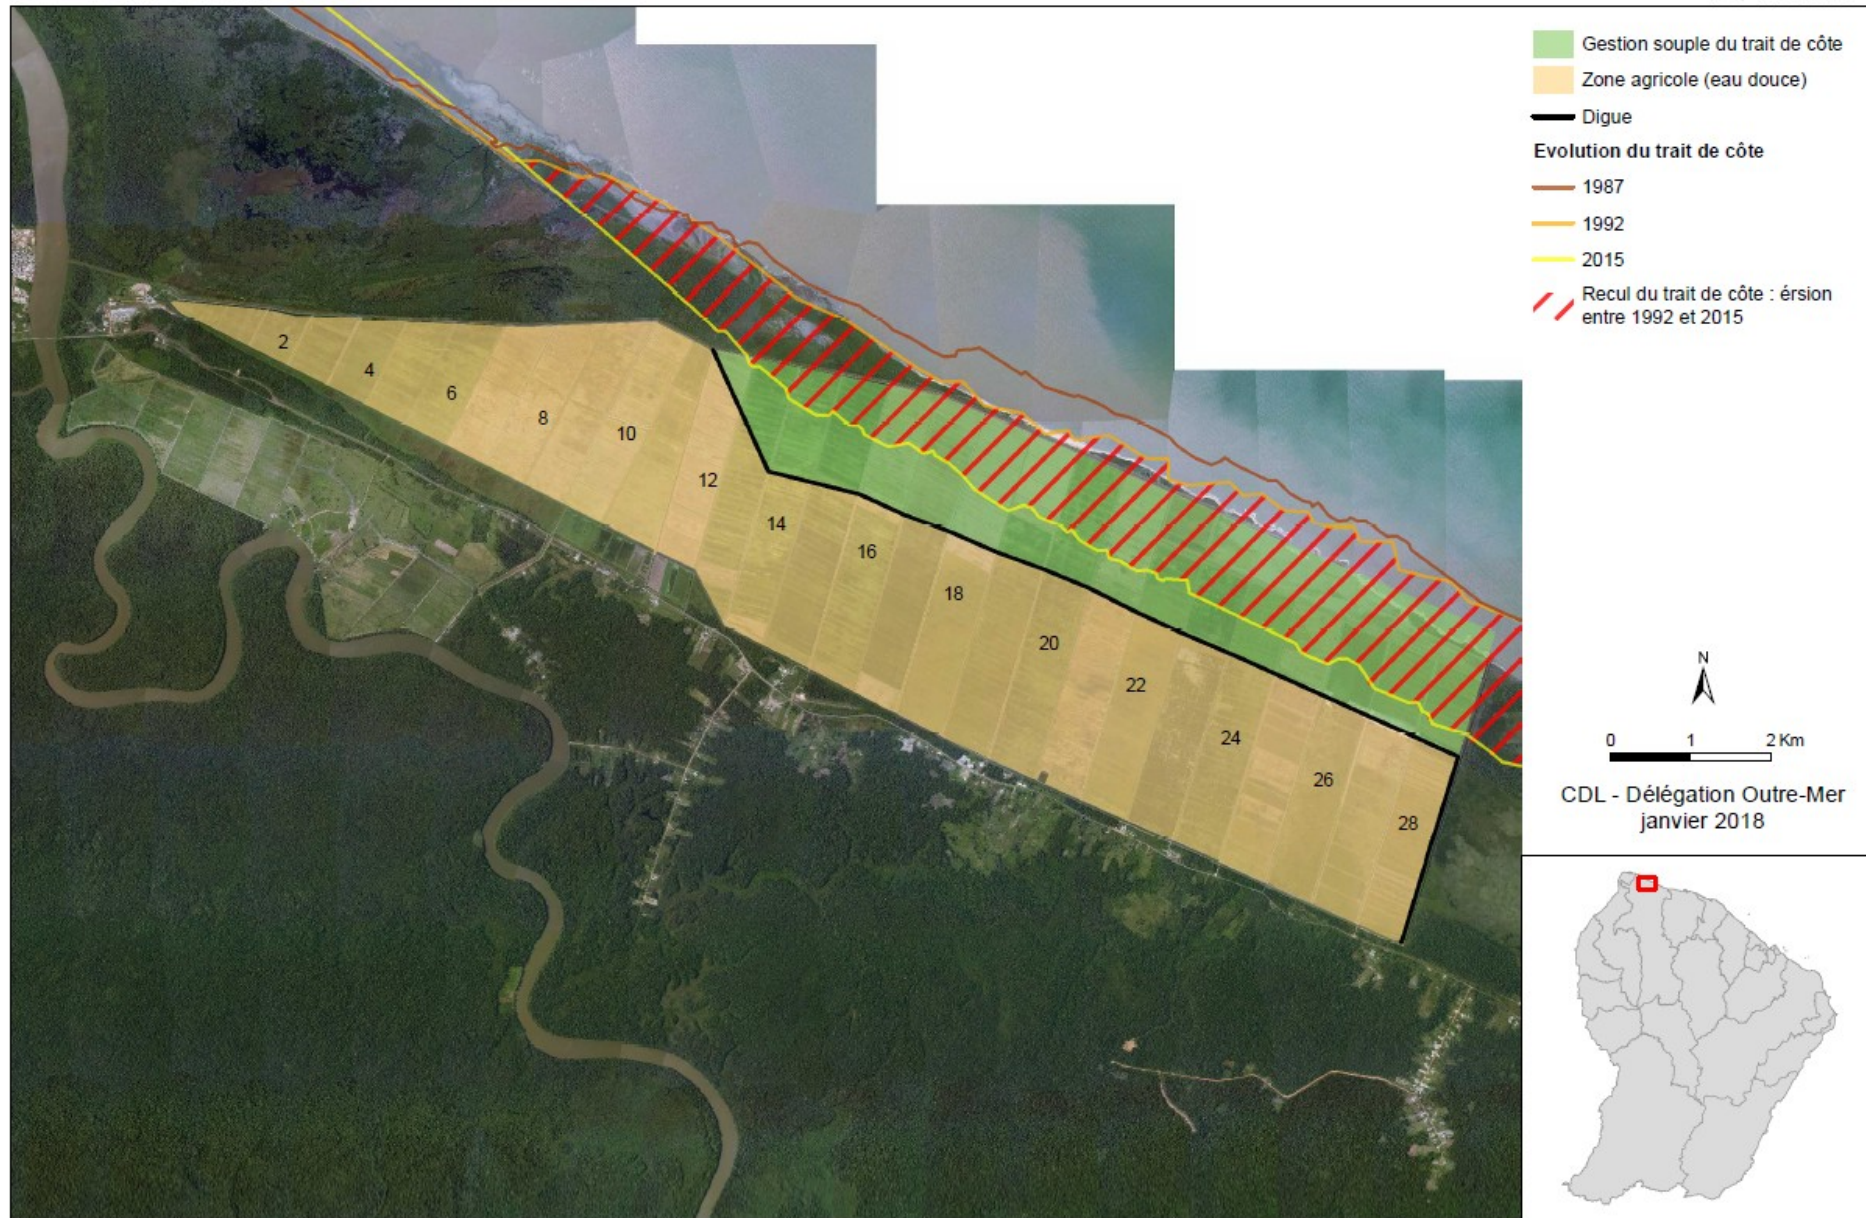 Gestion souple du trait de côte
Zone agricole (eau douce)
Digue
Evolution du trait de côte
1987
1992
2015
Recul du trait de côte : érsion
entre 1992 et 2015
2
4
6
8
10
12
14
16
18
20
22
24
26
28
N
0 1 2 Km
CDL - Délégation Outre-Mer
janvier 2018